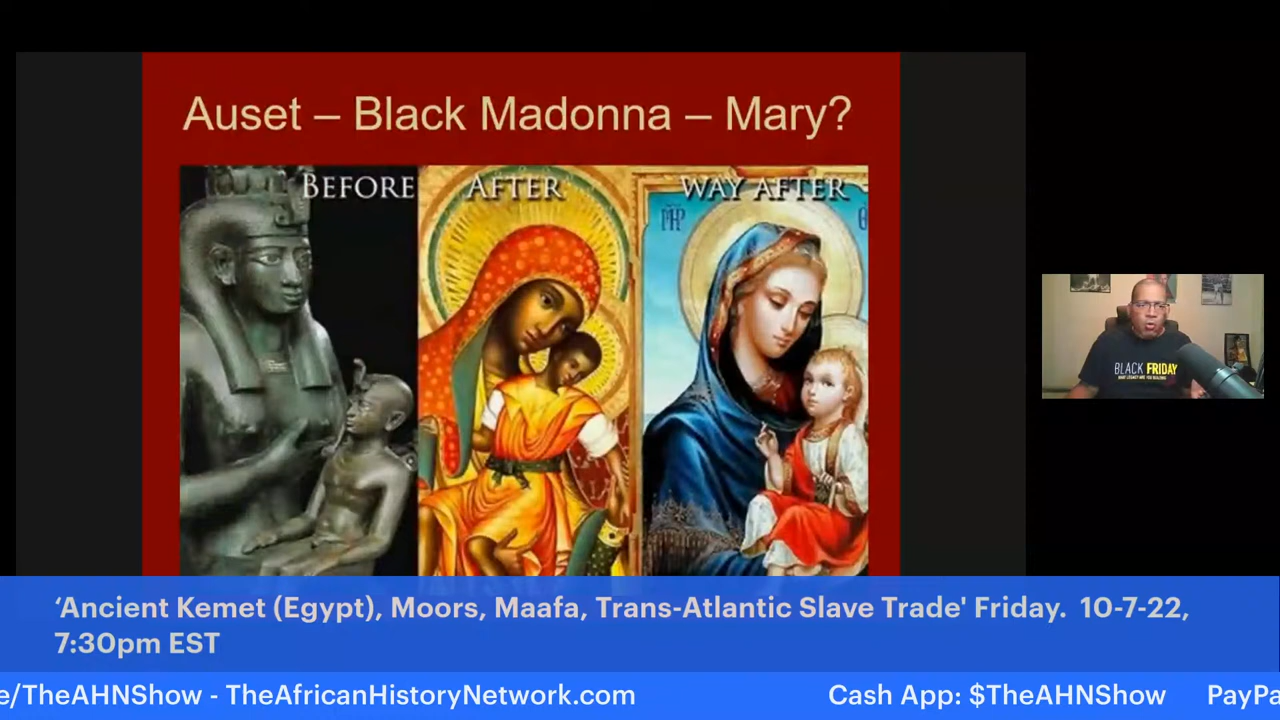 Auset – Black Madonna – Mary?
BEFORE
AFTER
WAY AFTER
ΜΗΡ
BLACK FRIDAY
‘Ancient Kemet (Egypt), Moors, Maafa, Trans-Atlantic Slave Trade' Friday. 10-7-22,
7:30pm EST
e/TheAHNShow - TheAfricanHistoryNetwork.com
Cash App: $TheAHNShow
PayPa